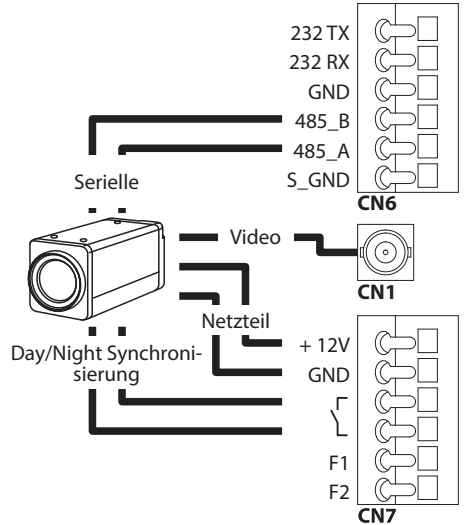 232 TX
232 RX
GND
485_B
485_A
S_GND
CN6
Serielle
Video
CN1
Netzteil
Day/Night Synchroni-
sierung
+ 12V
GND
F1
F2
CN7